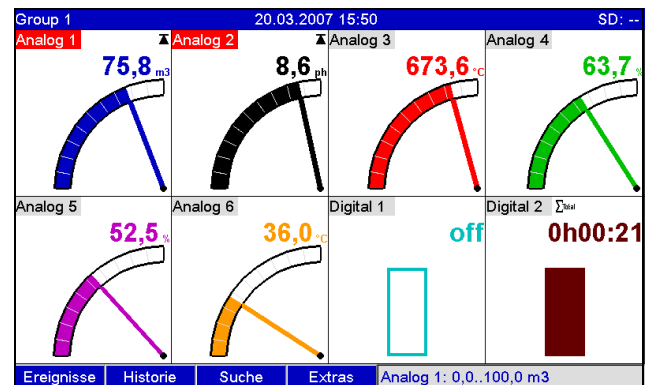 Group 1 20.03.2007 15:50 SD: --
Analog 1 Analog 2 Analog 3 Analog 4
75,8 m3 8,6 ph 673,6 °C 63,7 %
Analog 5 Analog 6 Digital 1 Digital 2 ΣTotal
52,5 % 36,0 °C off 0h00:21
Ereignisse Historie Suche Extras Analog 1: 0,0..100,0 m3